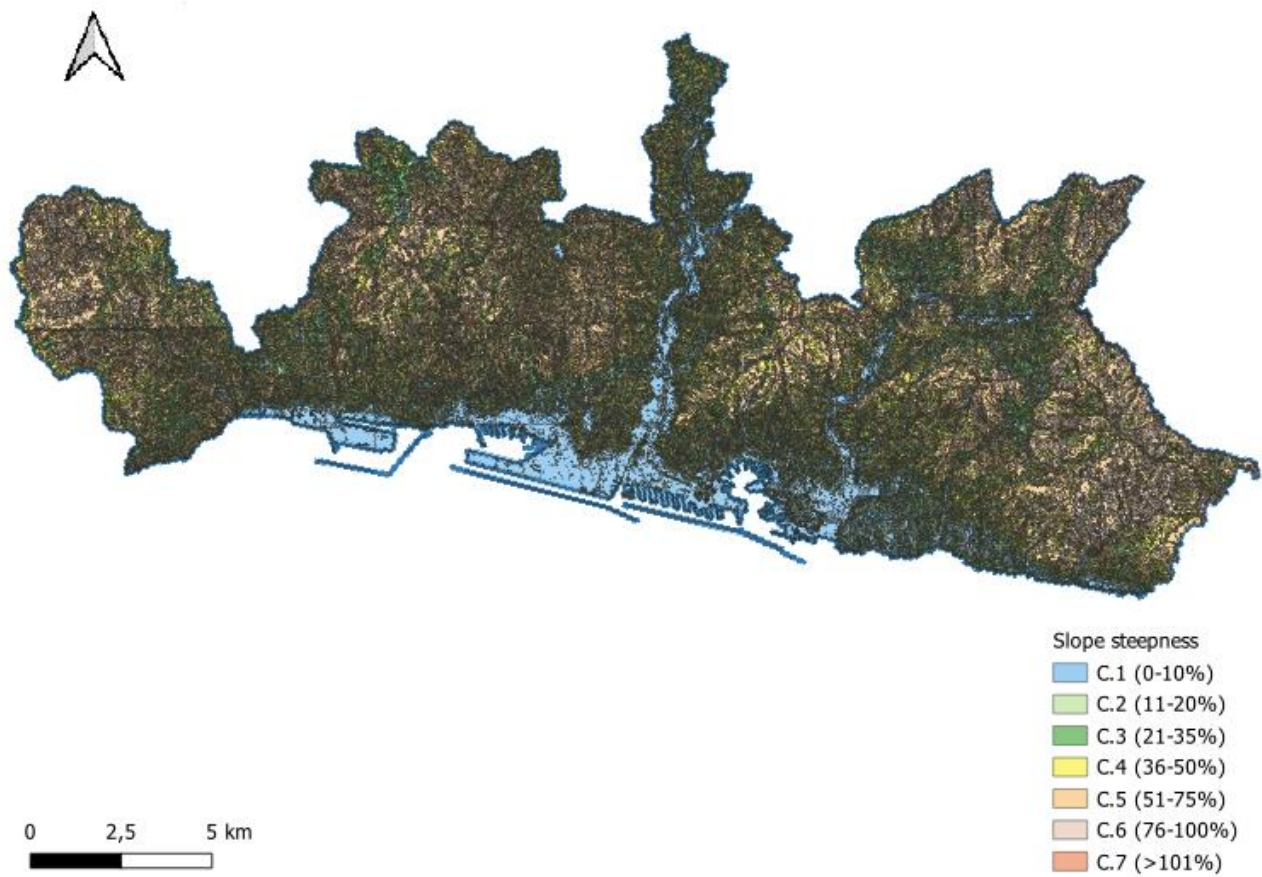 Slope steepness
C.1 (0-10%)
C.2 (11-20%)
C.3 (21-35%)
C.4 (36-50%)
C.5 (51-75%)
C.6 (76-100%)
C.7 (>101%)
0 2,5 5 km